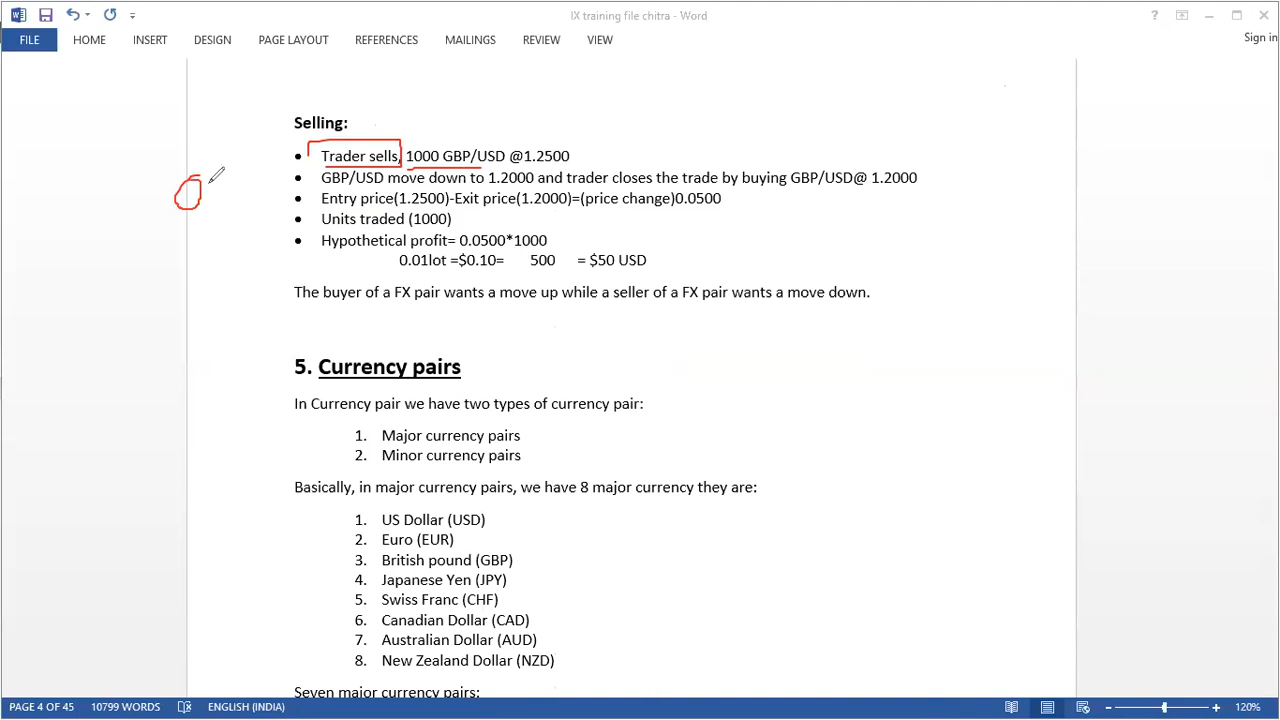 IX training file chitra - Word
?
Sign in
FILE HOME INSERT DESIGN PAGE LAYOUT REFERENCES MAILINGS REVIEW VIEW
Selling:
• Trader sells, 1000 GBP/USD @1.2500
• GBP/USD move down to 1.2000 and trader closes the trade by buying GBP/USD@ 1.2000
• Entry price(1.2500)-Exit price(1.2000)=(price change)0.0500
• Units traded (1000)
• Hypothetical profit= 0.0500*1000
0.01lot =$0.10= 500 = $50 USD
The buyer of a FX pair wants a move up while a seller of a FX pair wants a move down.
5. Currency pairs
In Currency pair we have two types of currency pair:
1. Major currency pairs
2. Minor currency pairs
Basically, in major currency pairs, we have 8 major currency they are:
1. US Dollar (USD)
2. Euro (EUR)
3. British pound (GBP)
4. Japanese Yen (JPY)
5. Swiss Franc (CHF)
6. Canadian Dollar (CAD)
7. Australian Dollar (AUD)
8. New Zealand Dollar (NZD)
Seven major currency pairs:
PAGE 4 OF 45 10799 WORDS ENGLISH (INDIA) 120%